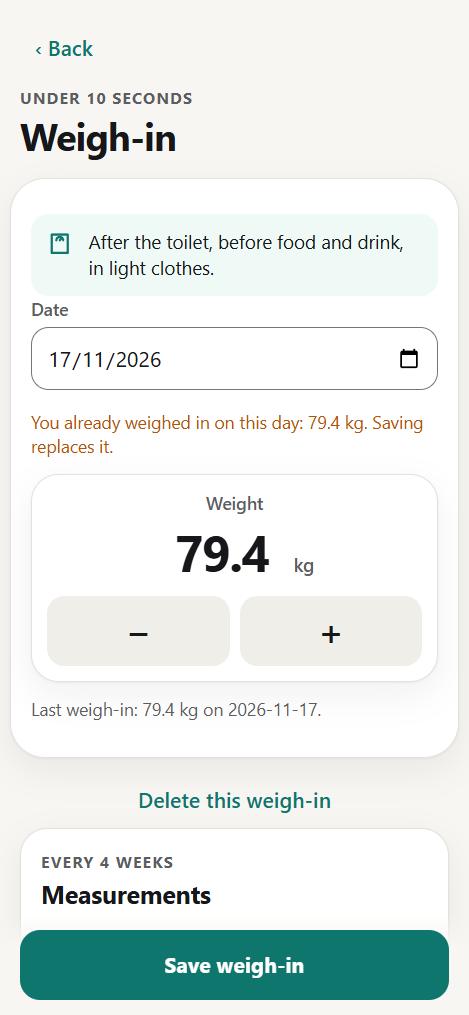 ‹ Back
UNDER 10 SECONDS
Weigh-in
After the toilet, before food and drink,
in light clothes.
Date
17/11/2026
You already weighed in on this day: 79.4 kg. Saving
replaces it.
Weight
79.4 kg
− +
Last weigh-in: 79.4 kg on 2026-11-17.
Delete this weigh-in
EVERY 4 WEEKS
Measurements
Save weigh-in